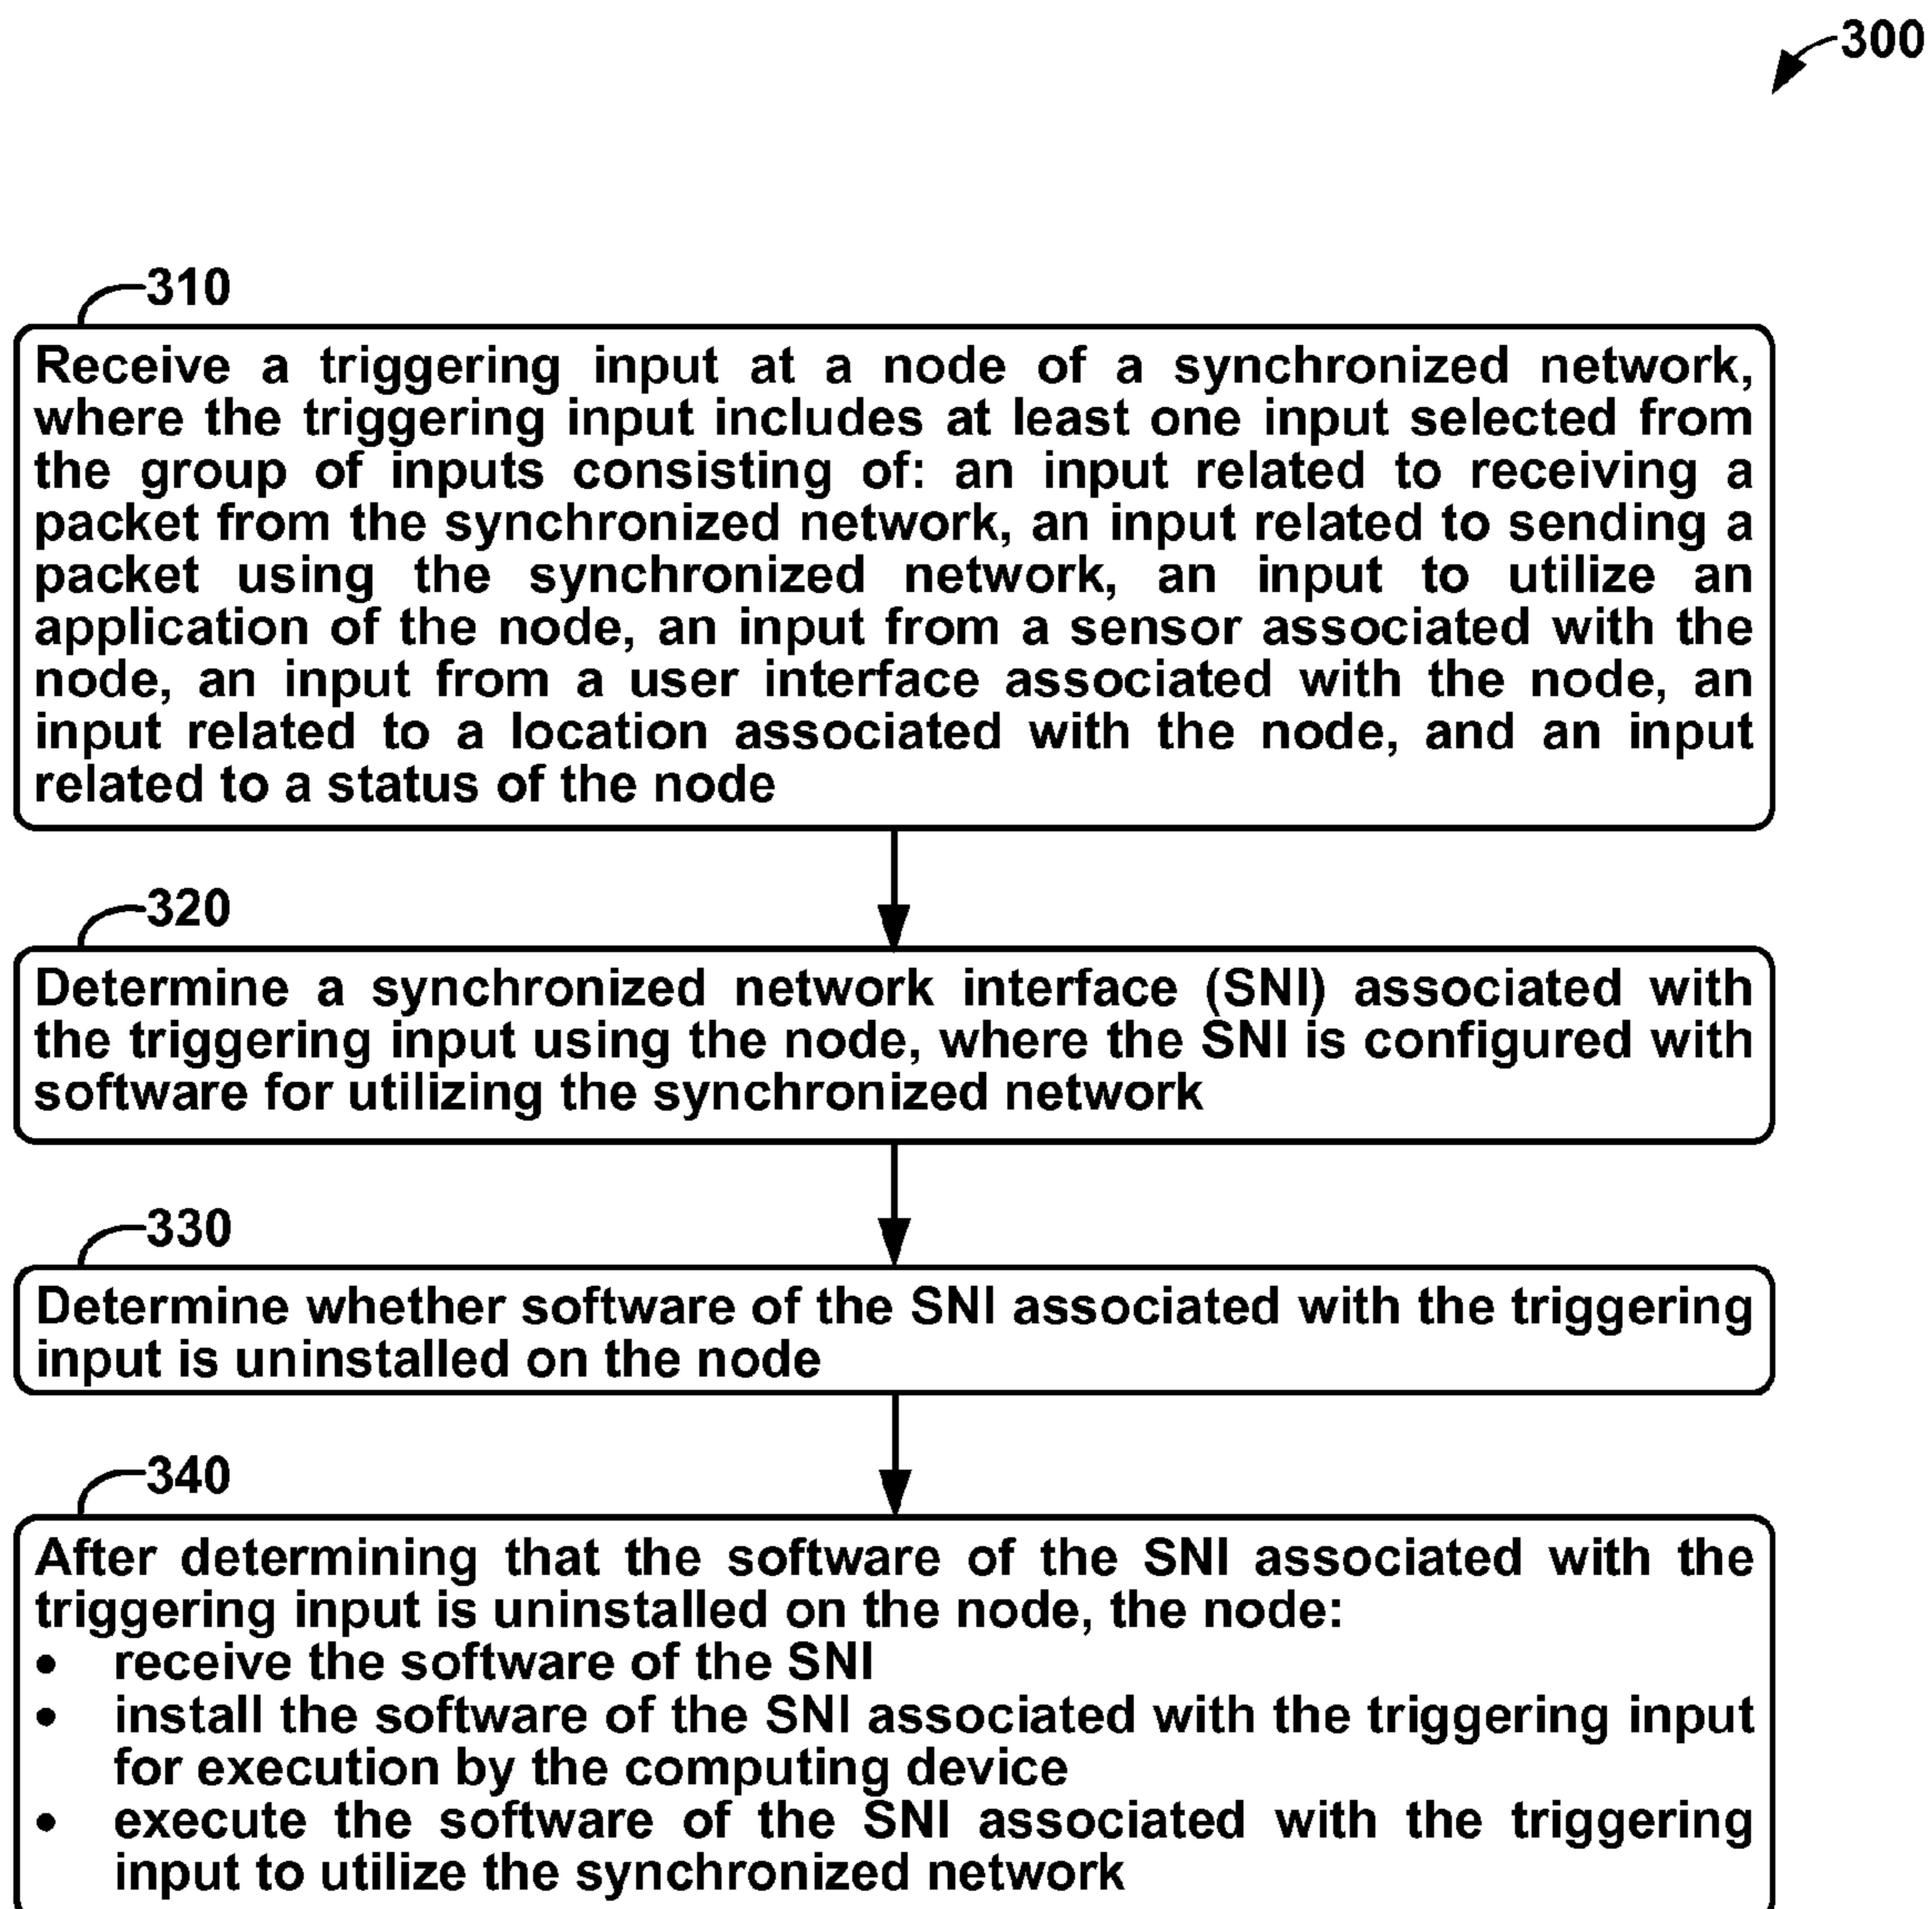 300
310
Receive a triggering input at a node of a synchronized network,
where the triggering input includes at least one input selected from
the group of inputs consisting of: an input related to receiving a
packet from the synchronized network, an input related to sending a
packet using the synchronized network, an input to utilize an
application of the node, an input from a sensor associated with the
node, an input from a user interface associated with the node, an
input related to a location associated with the node, and an input
related to a status of the node
320
Determine a synchronized network interface (SNI) associated with
the triggering input using the node, where the SNI is configured with
software for utilizing the synchronized network
330
Determine whether software of the SNI associated with the triggering
input is uninstalled on the node
340
After determining that the software of the SNI associated with the
triggering input is uninstalled on the node, the node:
• receive the software of the SNI
• install the software of the SNI associated with the triggering input
for execution by the computing device
• execute the software of the SNI associated with the triggering
input to utilize the synchronized network